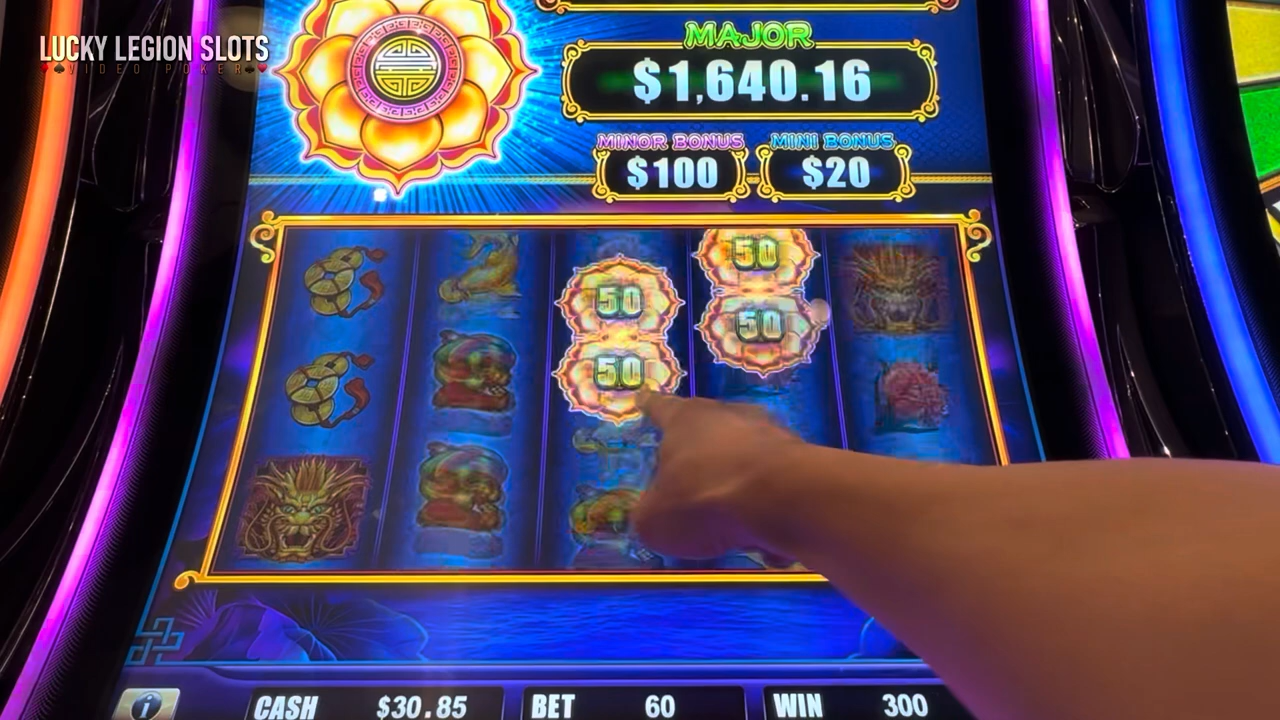 LUCKY LEGION SLOTS
VIDEO POKER
MAJOR
$1,640.16
MINOR BONUS
$100
MINI BONUS
$20
50
50
50
50
i
CASH $30.85 BET 60 WIN 300